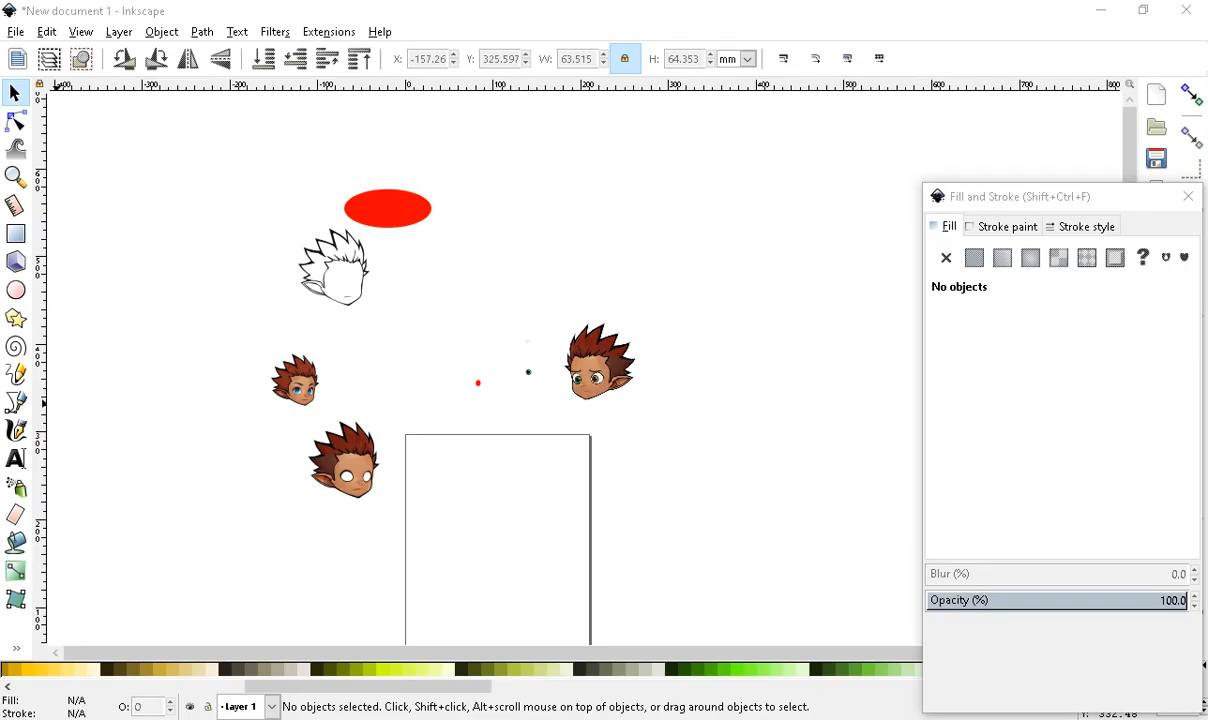 *New document 1 - Inkscape
File Edit View Layer Object Path Text Filters Extensions Help
X: -157.26 Y: 325.597 W: 63.515 H: 64.353 mm
Fill and Stroke (Shift+Ctrl+F)
Fill Stroke paint Stroke style
No objects
Blur (%) 0.0
Opacity (%) 100.0
Fill: N/A
Stroke: N/A
O: 0
Layer 1
No objects selected. Click, Shift+click, Alt+scroll mouse on top of objects, or drag around objects to select.